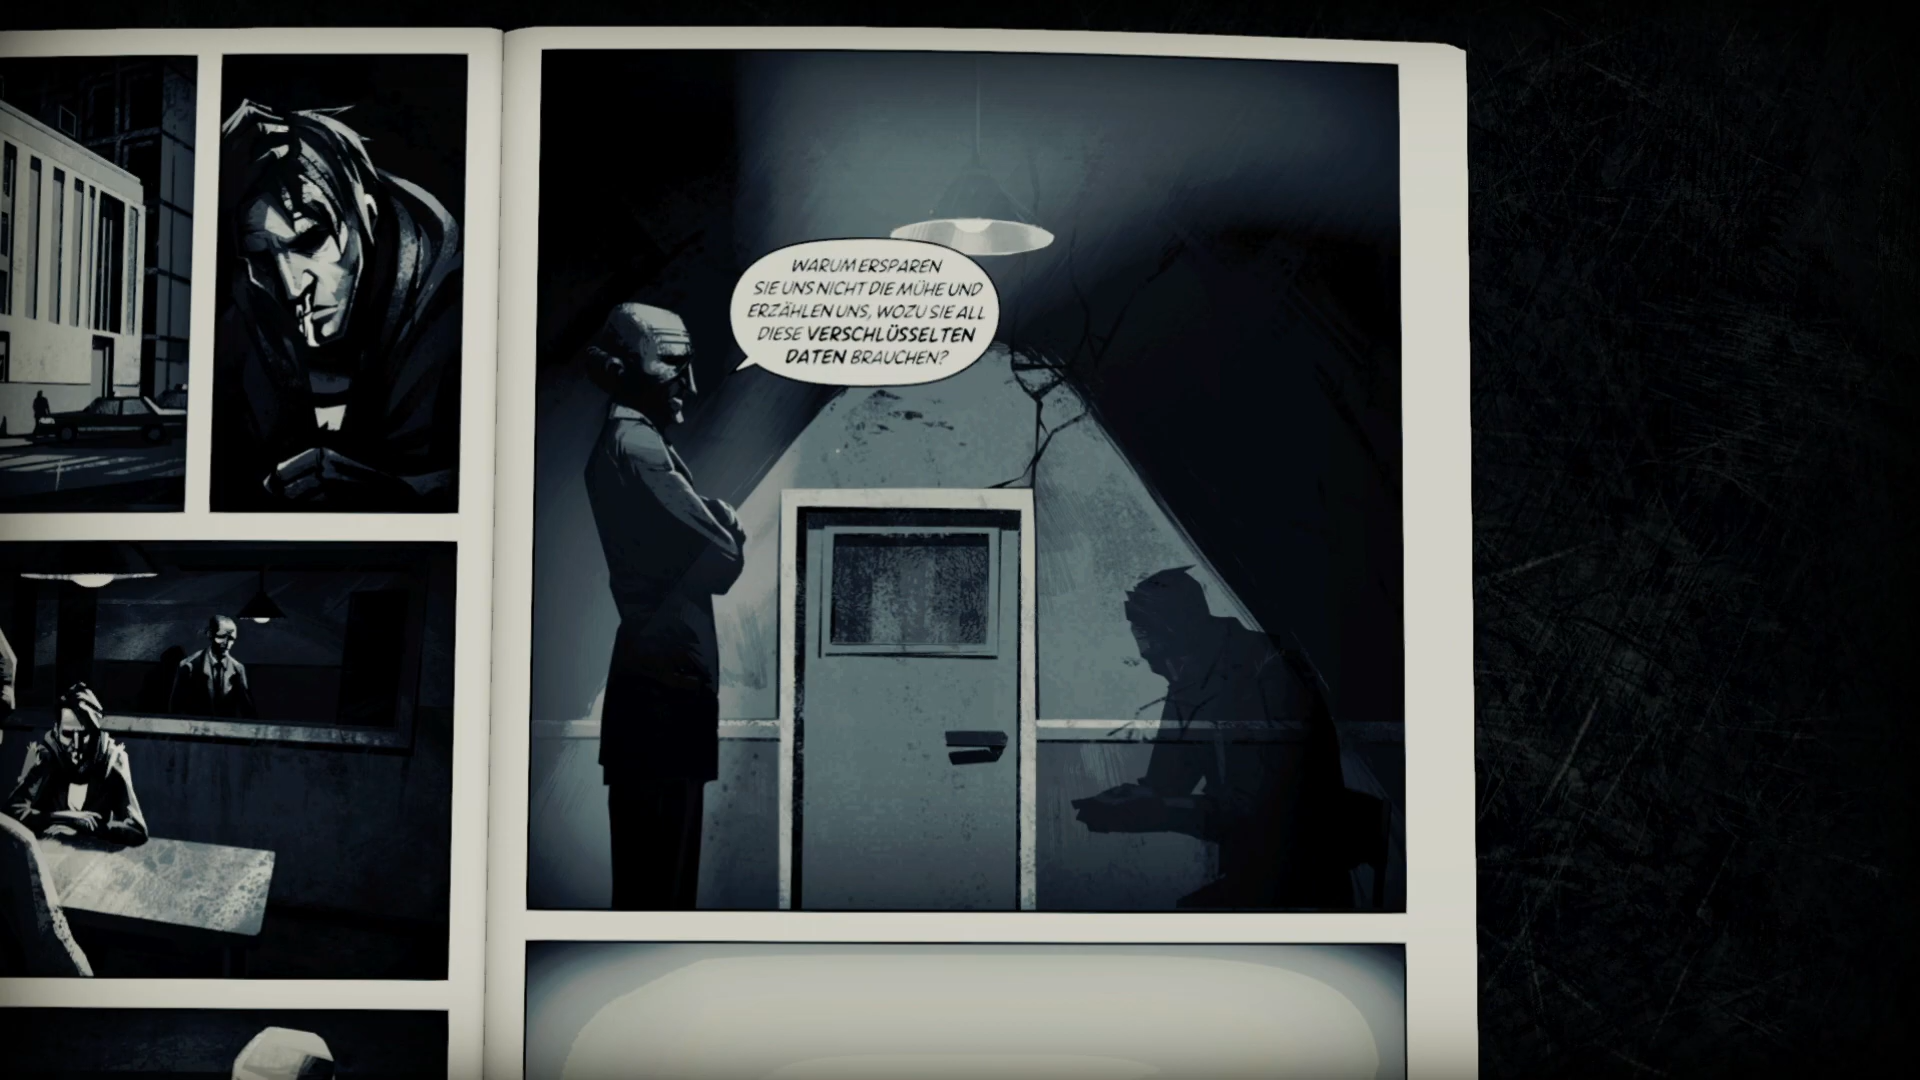 WARUM ERSPAREN
SIE UNS NICHT DIE MÜHE UND
ERZÄHLEN UNS, WOZU SIE ALL
DIESE VERSCHLÜSSELTEN
DATEN BRAUCHEN?